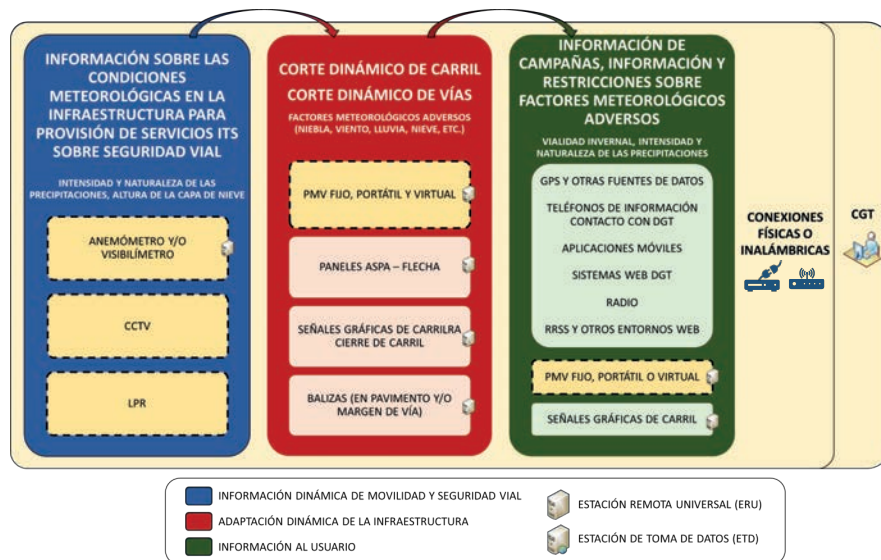 INFORMACIÓN SOBRE LAS
CONDICIONES
METEOROLÓGICAS EN LA
INFRAESTRUCTURA PARA
PROVISIÓN DE SERVICIOS ITS
SOBRE SEGURIDAD VIAL
INTENSIDAD Y NATURALEZA DE LAS
PRECIPITACIONES, ALTURA DE LA CAPA DE NIEVE
ANEMÓMETRO Y/O
VISIBILÍMETRO
CCTV
LPR
CORTE DINÁMICO DE CARRIL
CORTE DINÁMICO DE VÍAS
FACTORES METEOROLÓGICOS ADVERSOS
(NIEBLA, VIENTO, LLUVIA, NIEVE, ETC.)
PMV FIJO, PORTÁTIL Y VIRTUAL
PANELES ASPA – FLECHA
SEÑALES GRÁFICAS DE CARRILRA
CIERRE DE CARRIL
BALIZAS (EN PAVIMENTO Y/O
MARGEN DE VÍA)
INFORMACIÓN DE
CAMPAÑAS, INFORMACIÓN Y
RESTRICCIONES SOBRE
FACTORES METEOROLÓGICOS
ADVERSOS
VIALIDAD INVERNAL, INTENSIDAD Y
NATURALEZA DE LAS PRECIPITACIONES
GPS Y OTRAS FUENTES DE DATOS
TELÉFONOS DE INFORMACIÓN
CONTACTO CON DGT
APLICACIONES MÓVILES
SISTEMAS WEB DGT
RADIO
RRSS Y OTROS ENTORNOS WEB
PMV FIJO, PORTÁTIL O VIRTUAL
SEÑALES GRÁFICAS DE CARRIL
CONEXIONES
FÍSICAS O
INALÁMBRICAS
CGT
INFORMACIÓN DINÁMICA DE MOVILIDAD Y SEGURIDAD VIAL
ADAPTACIÓN DINÁMICA DE LA INFRAESTRUCTURA
INFORMACIÓN AL USUARIO
ESTACIÓN REMOTA UNIVERSAL (ERU)
ESTACIÓN DE TOMA DE DATOS (ETD)